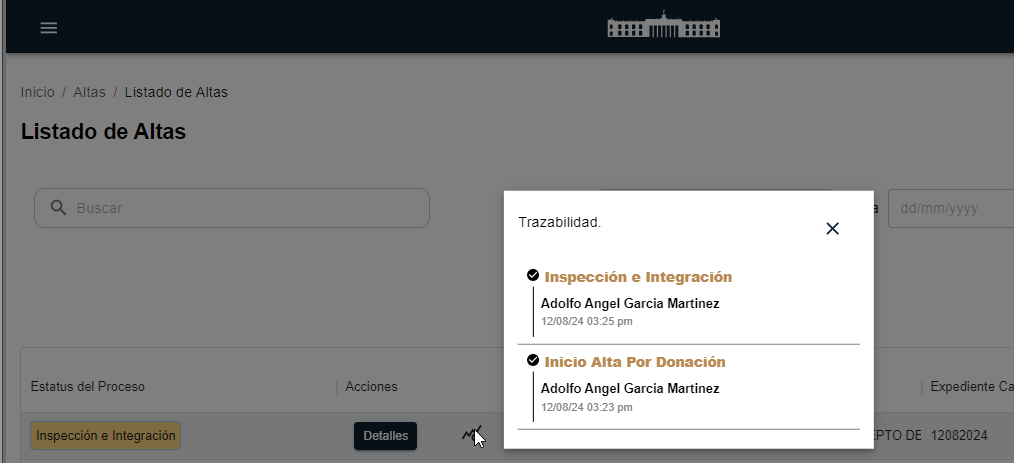 Inicio / Altas / Listado de Altas
Listado de Altas
Buscar
a dd/mm/yyyy
Trazabilidad.
Inspección e Integración
Adolfo Angel Garcia Martinez
12/08/24 03:25 pm
Inicio Alta Por Donación
Adolfo Angel Garcia Martinez
12/08/24 03:23 pm
Estatus del Proceso Acciones Expediente Ca
Inspección e Integración Detalles EPTO DE 12082024